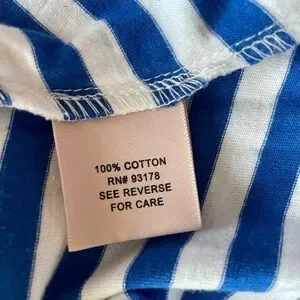 100% COTTON
RN# 93178
SEE REVERSE
FOR CARE